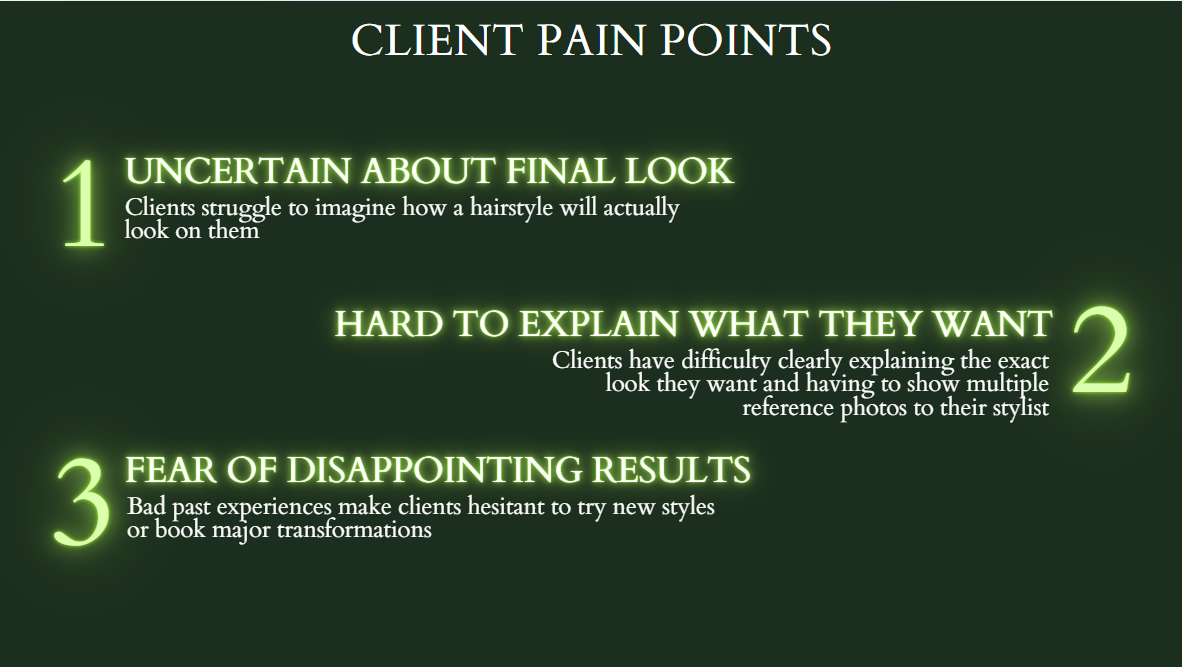 CLIENT PAIN POINTS
1
UNCERTAIN ABOUT FINAL LOOK
Clients struggle to imagine how a hairstyle will actually
look on them
HARD TO EXPLAIN WHAT THEY WANT
2
Clients have difficulty clearly explaining the exact
look they want and having to show multiple
reference photos to their stylist
3
FEAR OF DISAPPOINTING RESULTS
Bad past experiences make clients hesitant to try new styles
or book major transformations